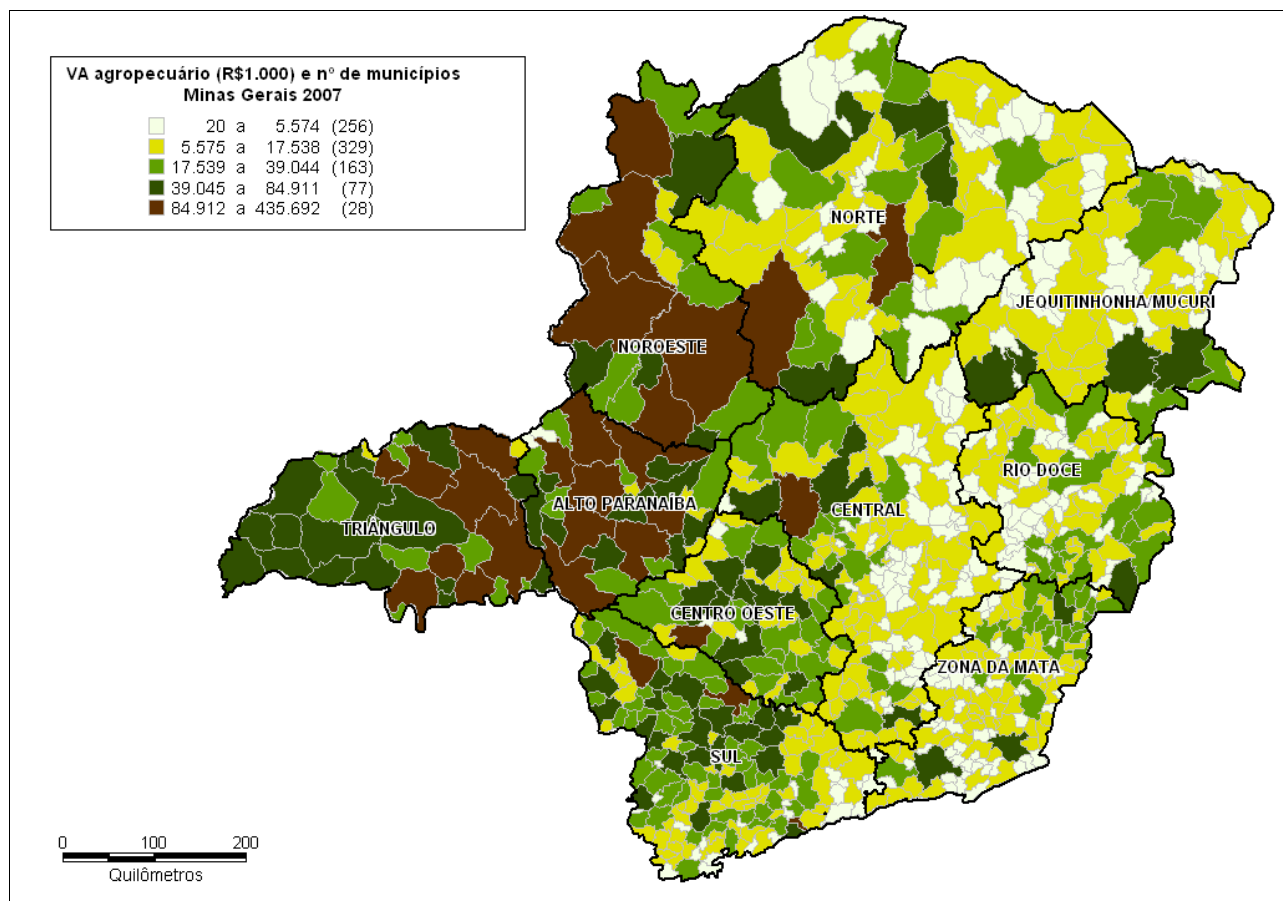 VA agropecuário (R$1.000) e nº de municípios
Minas Gerais 2007
20 a 5.574 (256)
5.575 a 17.538 (329)
17.539 a 39.044 (163)
39.045 a 84.911 (77)
84.912 a 435.692 (28)
NORTE
JEQUITINHONHA/MUCURI
NOROESTE
RIO DOCE
ALTO PARANAÍBA
CENTRAL
TRIÂNGULO
CENTRO OESTE
ZONA DA MATA
SUL
0 100 200
Quilômetros